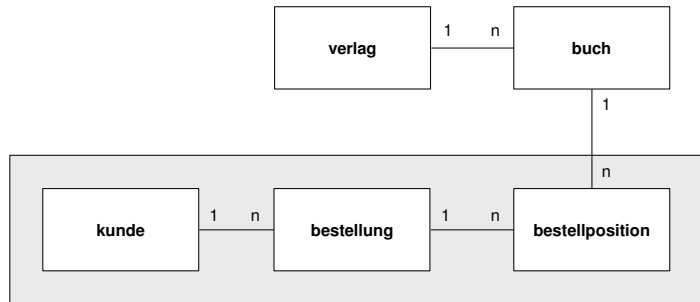 verlag 1 n buch
1
n
kunde 1 n bestellung 1 n bestellposition